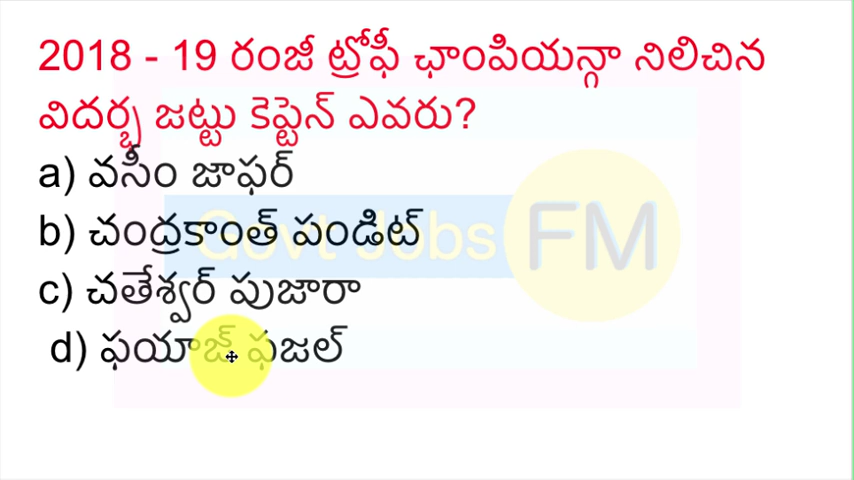 2018 - 19 రంజీ ట్రోఫీ ఛాంపియన్గా నిలిచిన
విదర్భ జట్టు కెప్టెన్ ఎవరు?
a) వసీం జాఫర్
b) చంద్రకాంత్ పండిట్
Govt Jobs FM
c) చతేశ్వర్ పుజారా
d) ఫయాజ్ ఫజల్